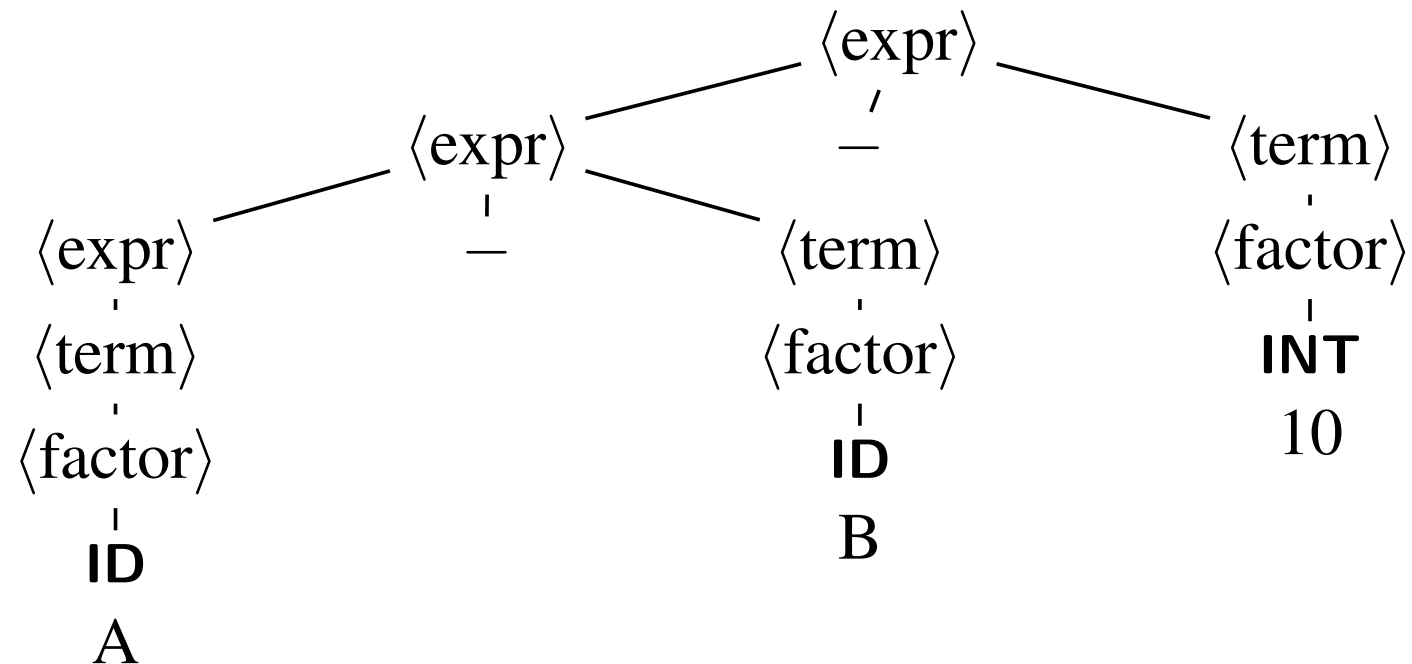 ⟨expr⟩
⟨expr⟩ – ⟨term⟩
⟨expr⟩ – ⟨term⟩ ⟨factor⟩
⟨term⟩ ⟨factor⟩ INT
⟨factor⟩ ID 10
ID B
A